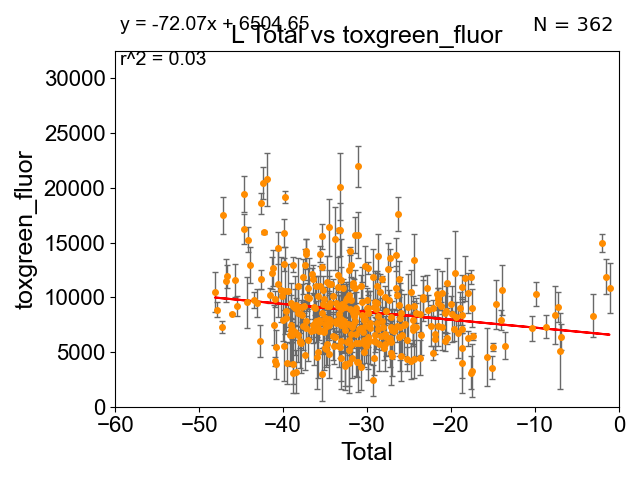 y = -72.07x + 6504.65
N = 362
L Total vs toxgreen_fluor
r^2 = 0.03
30000
25000
20000
15000
10000
5000
0
toxgreen_fluor
−60 −50 −40 −30 −20 −10 0
Total